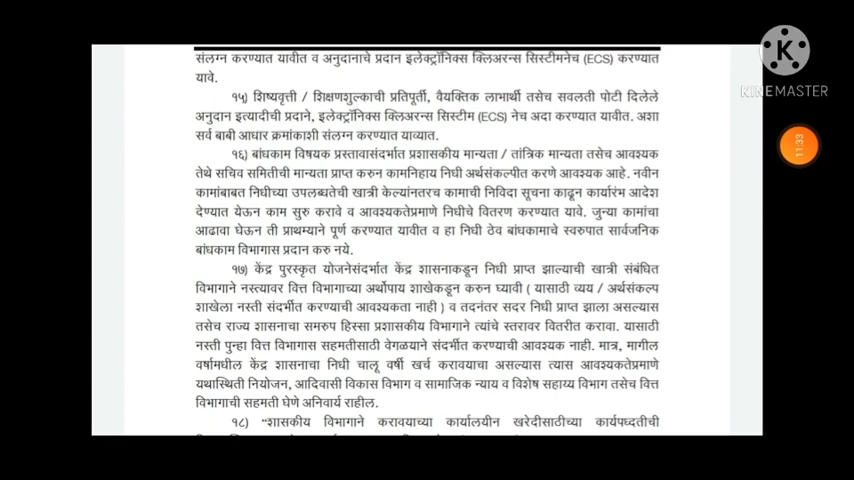 संलग्न करण्यात यावीत व अनुदानाचे प्रदान इलेक्ट्रॉनिक्स क्लिअरन्स सिस्टीमनेच (ECS) करण्यात
यावे.
१५) शिष्यवृत्ती / शिक्षणशुल्काची प्रतिपूर्ती, वैयक्तिक लाभार्थी तसेच सवलती पोटी दिलेले
अनुदान इत्यादीची प्रदाने, इलेक्ट्रॉनिक्स क्लिअरन्स सिस्टीम (ECS) नेच अदा करण्यात यावीत. अशा
सर्व बाबी आधार क्रमांकाशी संलग्न करण्यात याव्यात.
१६) बांधकाम विषयक प्रस्तावासंदर्भात प्रशासकीय मान्यता / तांत्रिक मान्यता तसेच आवश्यक
तेथे सचिव समितीची मान्यता प्राप्त करुन कामनिहाय निधी अर्थसंकल्पीत करणे आवश्यक आहे. नवीन
कामांबाबत निधीच्या उपलब्धतेची खात्री केल्यानंतरच कामाची निविदा सूचना काढून कार्यारंभ आदेश
देण्यात येऊन काम सुरु करावे व आवश्यकतेप्रमाणे निधीचे वितरण करण्यात यावे. जुन्या कामांचा
आढावा घेऊन ती प्राथम्याने पूर्ण करण्यात यावीत व हा निधी ठेव बांधकामाचे स्वरुपात सार्वजनिक
बांधकाम विभागास प्रदान करु नये.
१७) केंद्र पुरस्कृत योजनेसंदर्भात केंद्र शासनाकडून निधी प्राप्त झाल्याची खात्री संबंधित
विभागाने नस्त्यावर वित्त विभागाच्या अर्थोपाय शाखेकडून करुन घ्यावी ( यासाठी व्यय / अर्थसंकल्प
शाखेला नस्ती संदर्भीत करण्याची आवश्यकता नाही ) व तदनंतर सदर निधी प्राप्त झाला असल्यास
तसेच राज्य शासनाचा समरुप हिस्सा प्रशासकीय विभागाने त्यांचे स्तरावर वितरीत करावा. यासाठी
नस्ती पुन्हा वित्त विभागास सहमतीसाठी वेगळयाने संदर्भीत करण्याची आवश्यक नाही. मात्र, मागील
वर्षामधील केंद्र शासनाचा निधी चालू वर्षी खर्च करावयाचा असल्यास त्यास आवश्यकतेप्रमाणे
यथास्थिती नियोजन, आदिवासी विकास विभाग व सामाजिक न्याय व विशेष सहाय्य विभाग तसेच वित्त
विभागाची सहमती घेणे अनिवार्य राहील.
१८) "शासकीय विभागाने करावयाच्या कार्यालयीन खरेदीसाठीच्या कार्यपध्दतीची
K
KINEMASTER
11:33